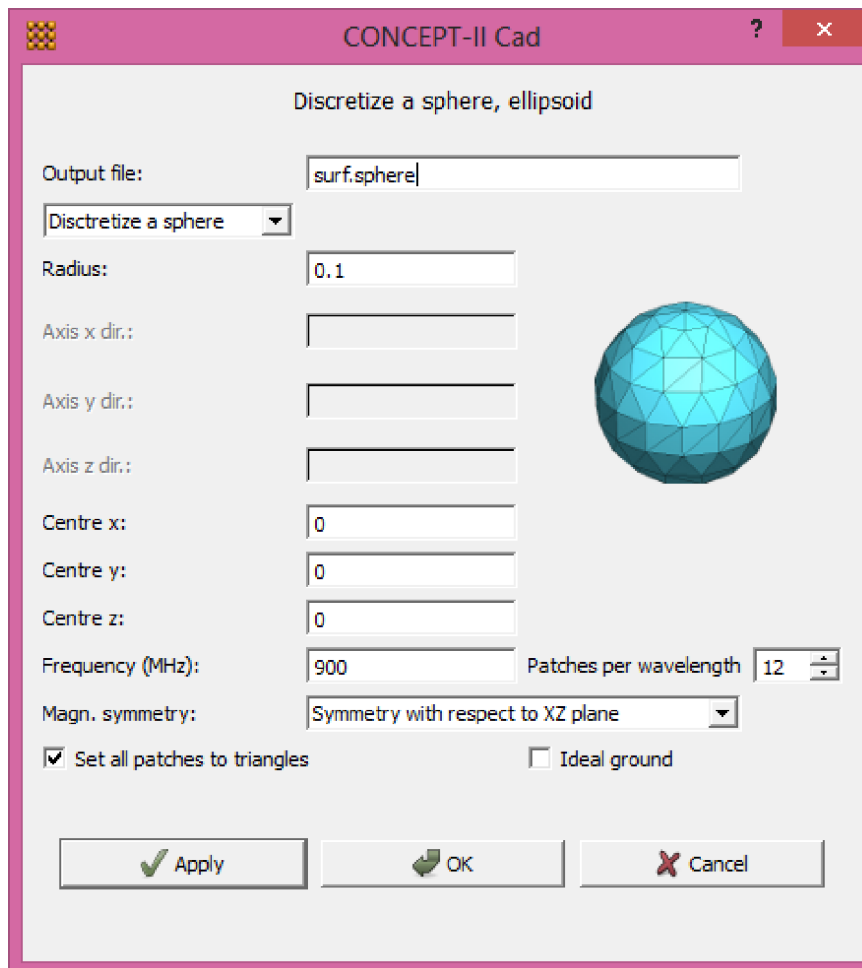 CONCEPT-II Cad ?
Discretize a sphere, ellipsoid
Output file: surf.sphere
Disctretize a sphere
Radius: 0.1
Axis x dir.:
Axis y dir.:
Axis z dir.:
Centre x: 0
Centre y: 0
Centre z: 0
Frequency (MHz): 900 Patches per wavelength 12
Magn. symmetry: Symmetry with respect to XZ plane
Set all patches to triangles Ideal ground
Apply OK Cancel